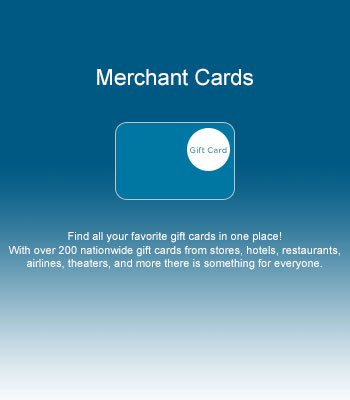 Merchant Cards
Gift Card
Find all your favorite gift cards in one place!
With over 200 nationwide gift cards from stores, hotels, restaurants,
airlines, theaters, and more there is something for everyone.